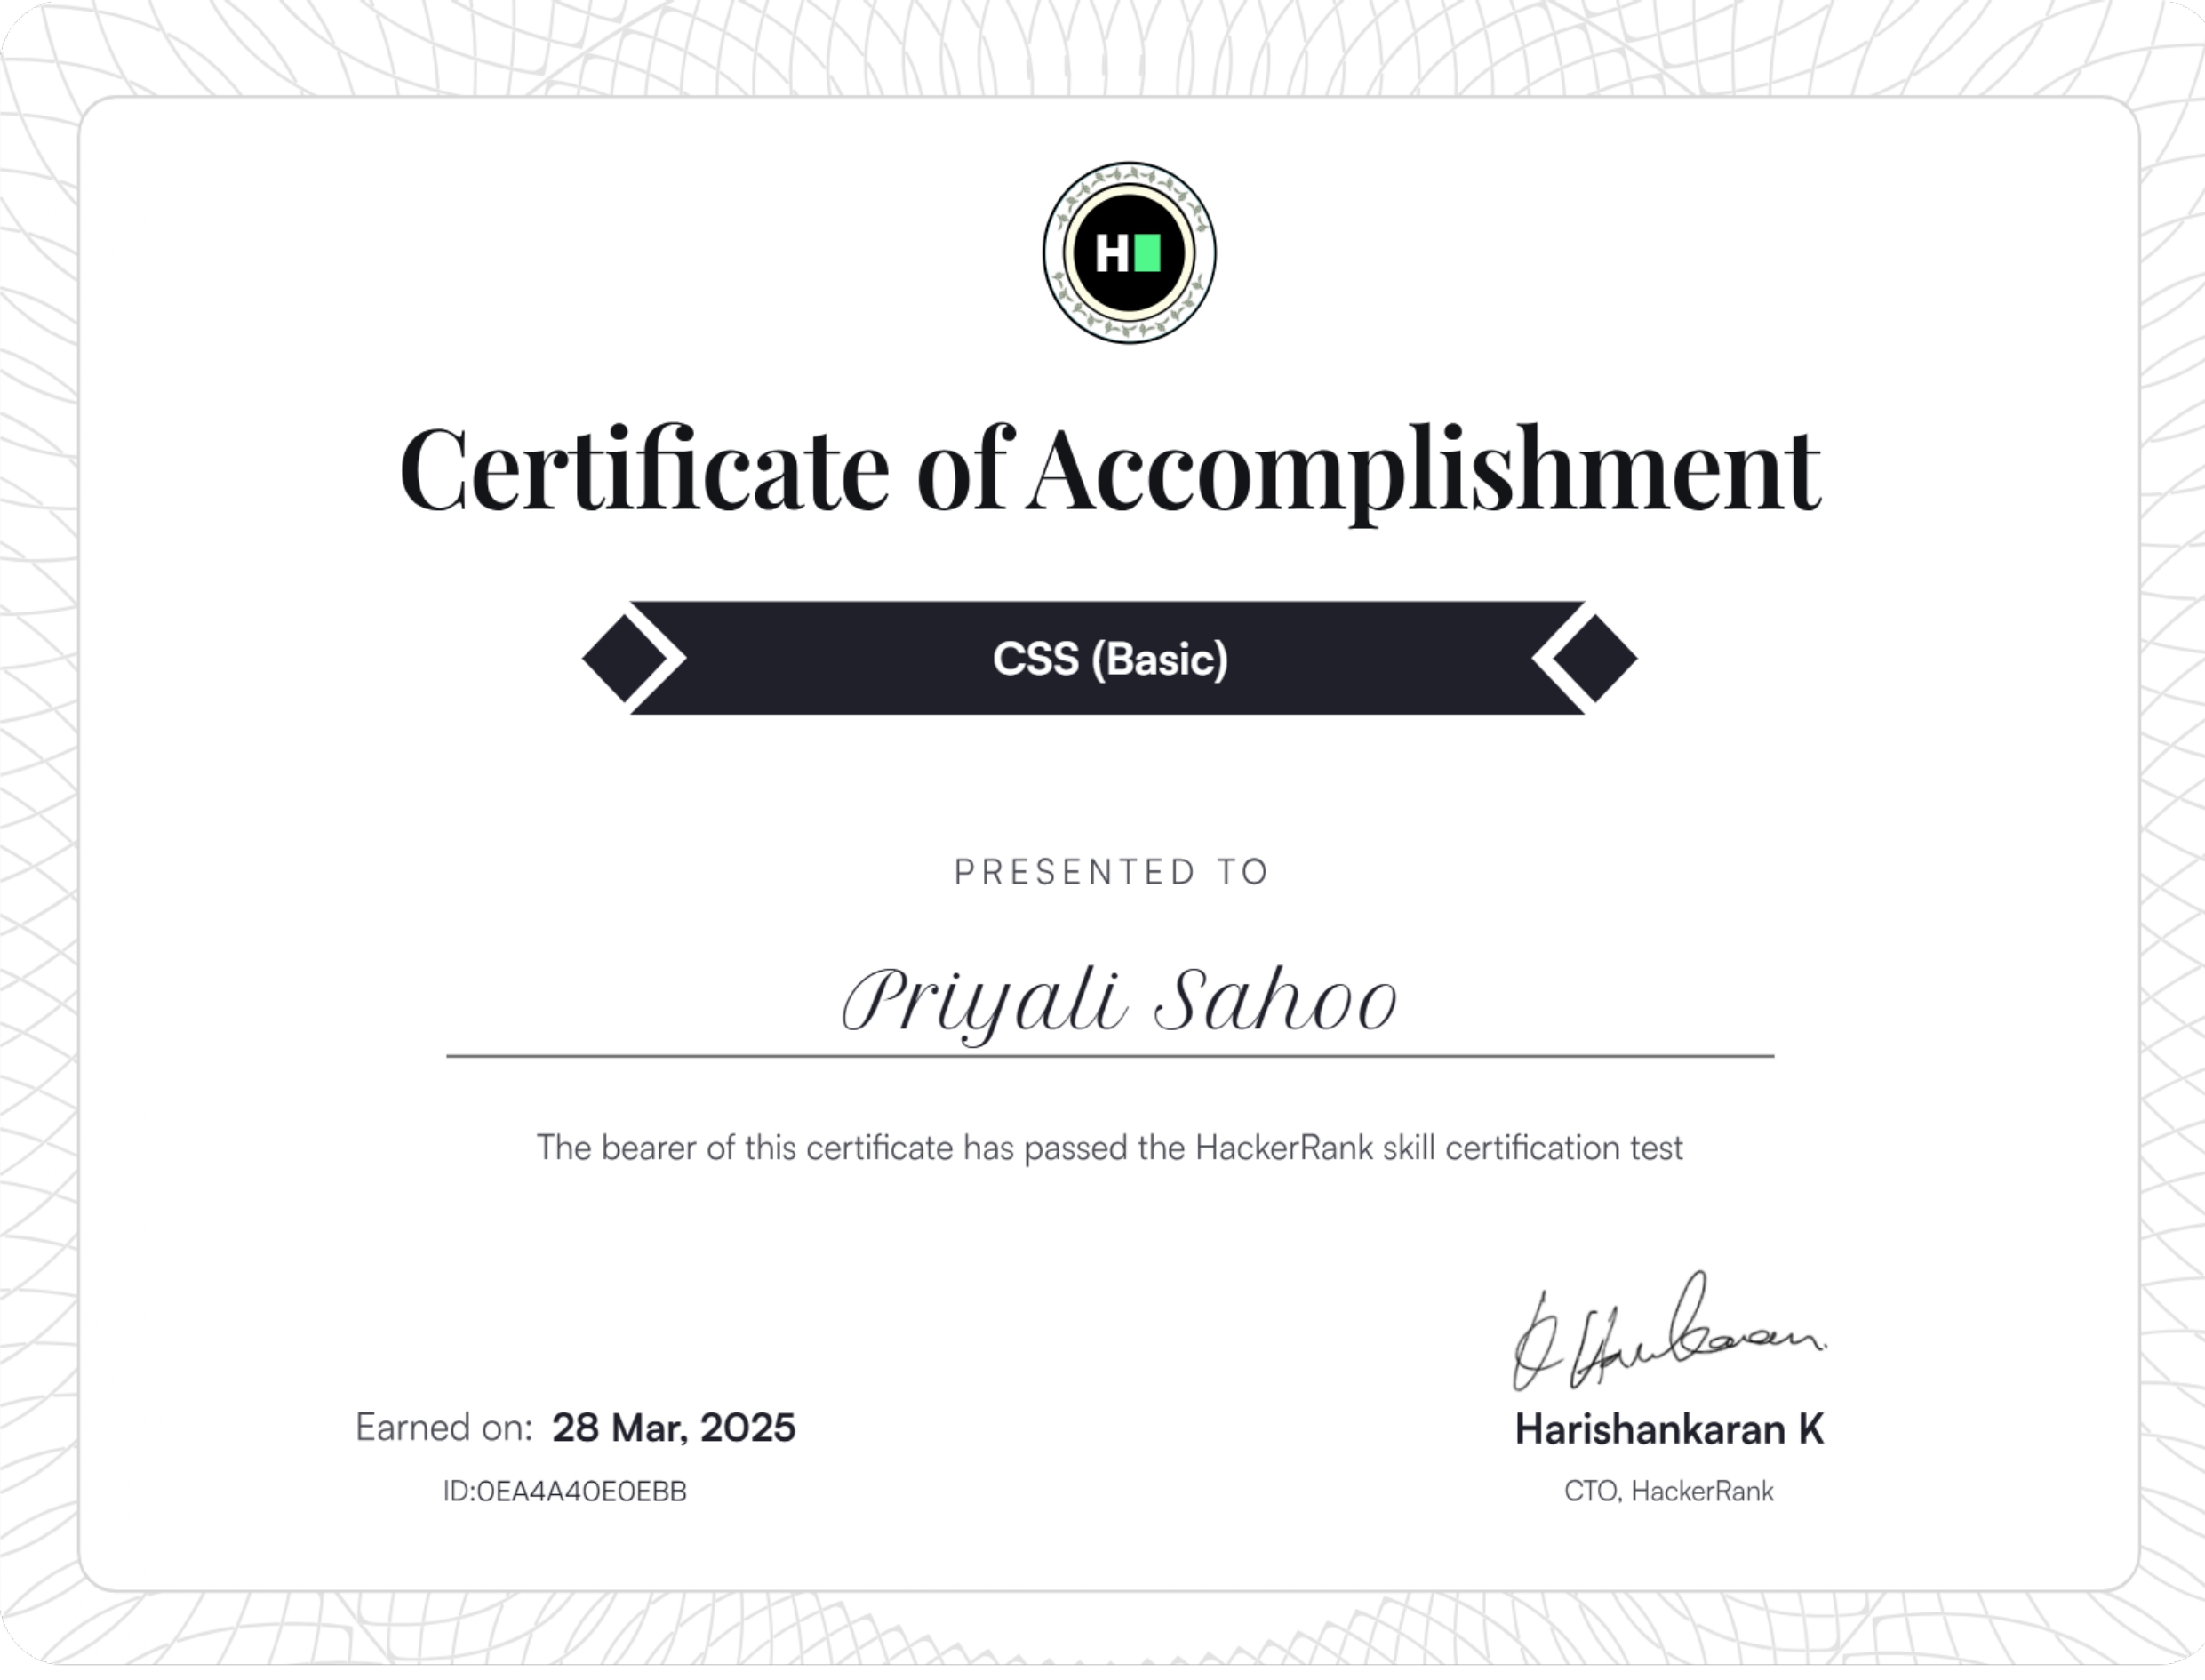 H
Certificate of Accomplishment
CSS (Basic)
PRESENTED TO
Priyali Sahoo
The bearer of this certificate has passed the HackerRank skill certification test
Earned on: 28 Mar, 2025
ID:0EA4A40E0EBB
Harishankaran K
CTO, HackerRank